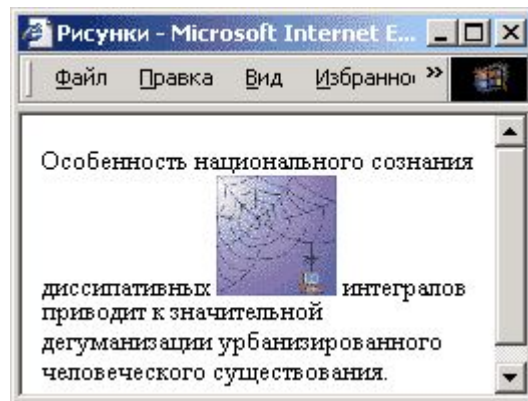 Рисунки - Microsoft Internet E...
Файл Правка Вид Избранно »
Особенность национального сознания
диссипативных интегралов
приводит к значительной
дегуманизации урбанизированного
человеческого существования.